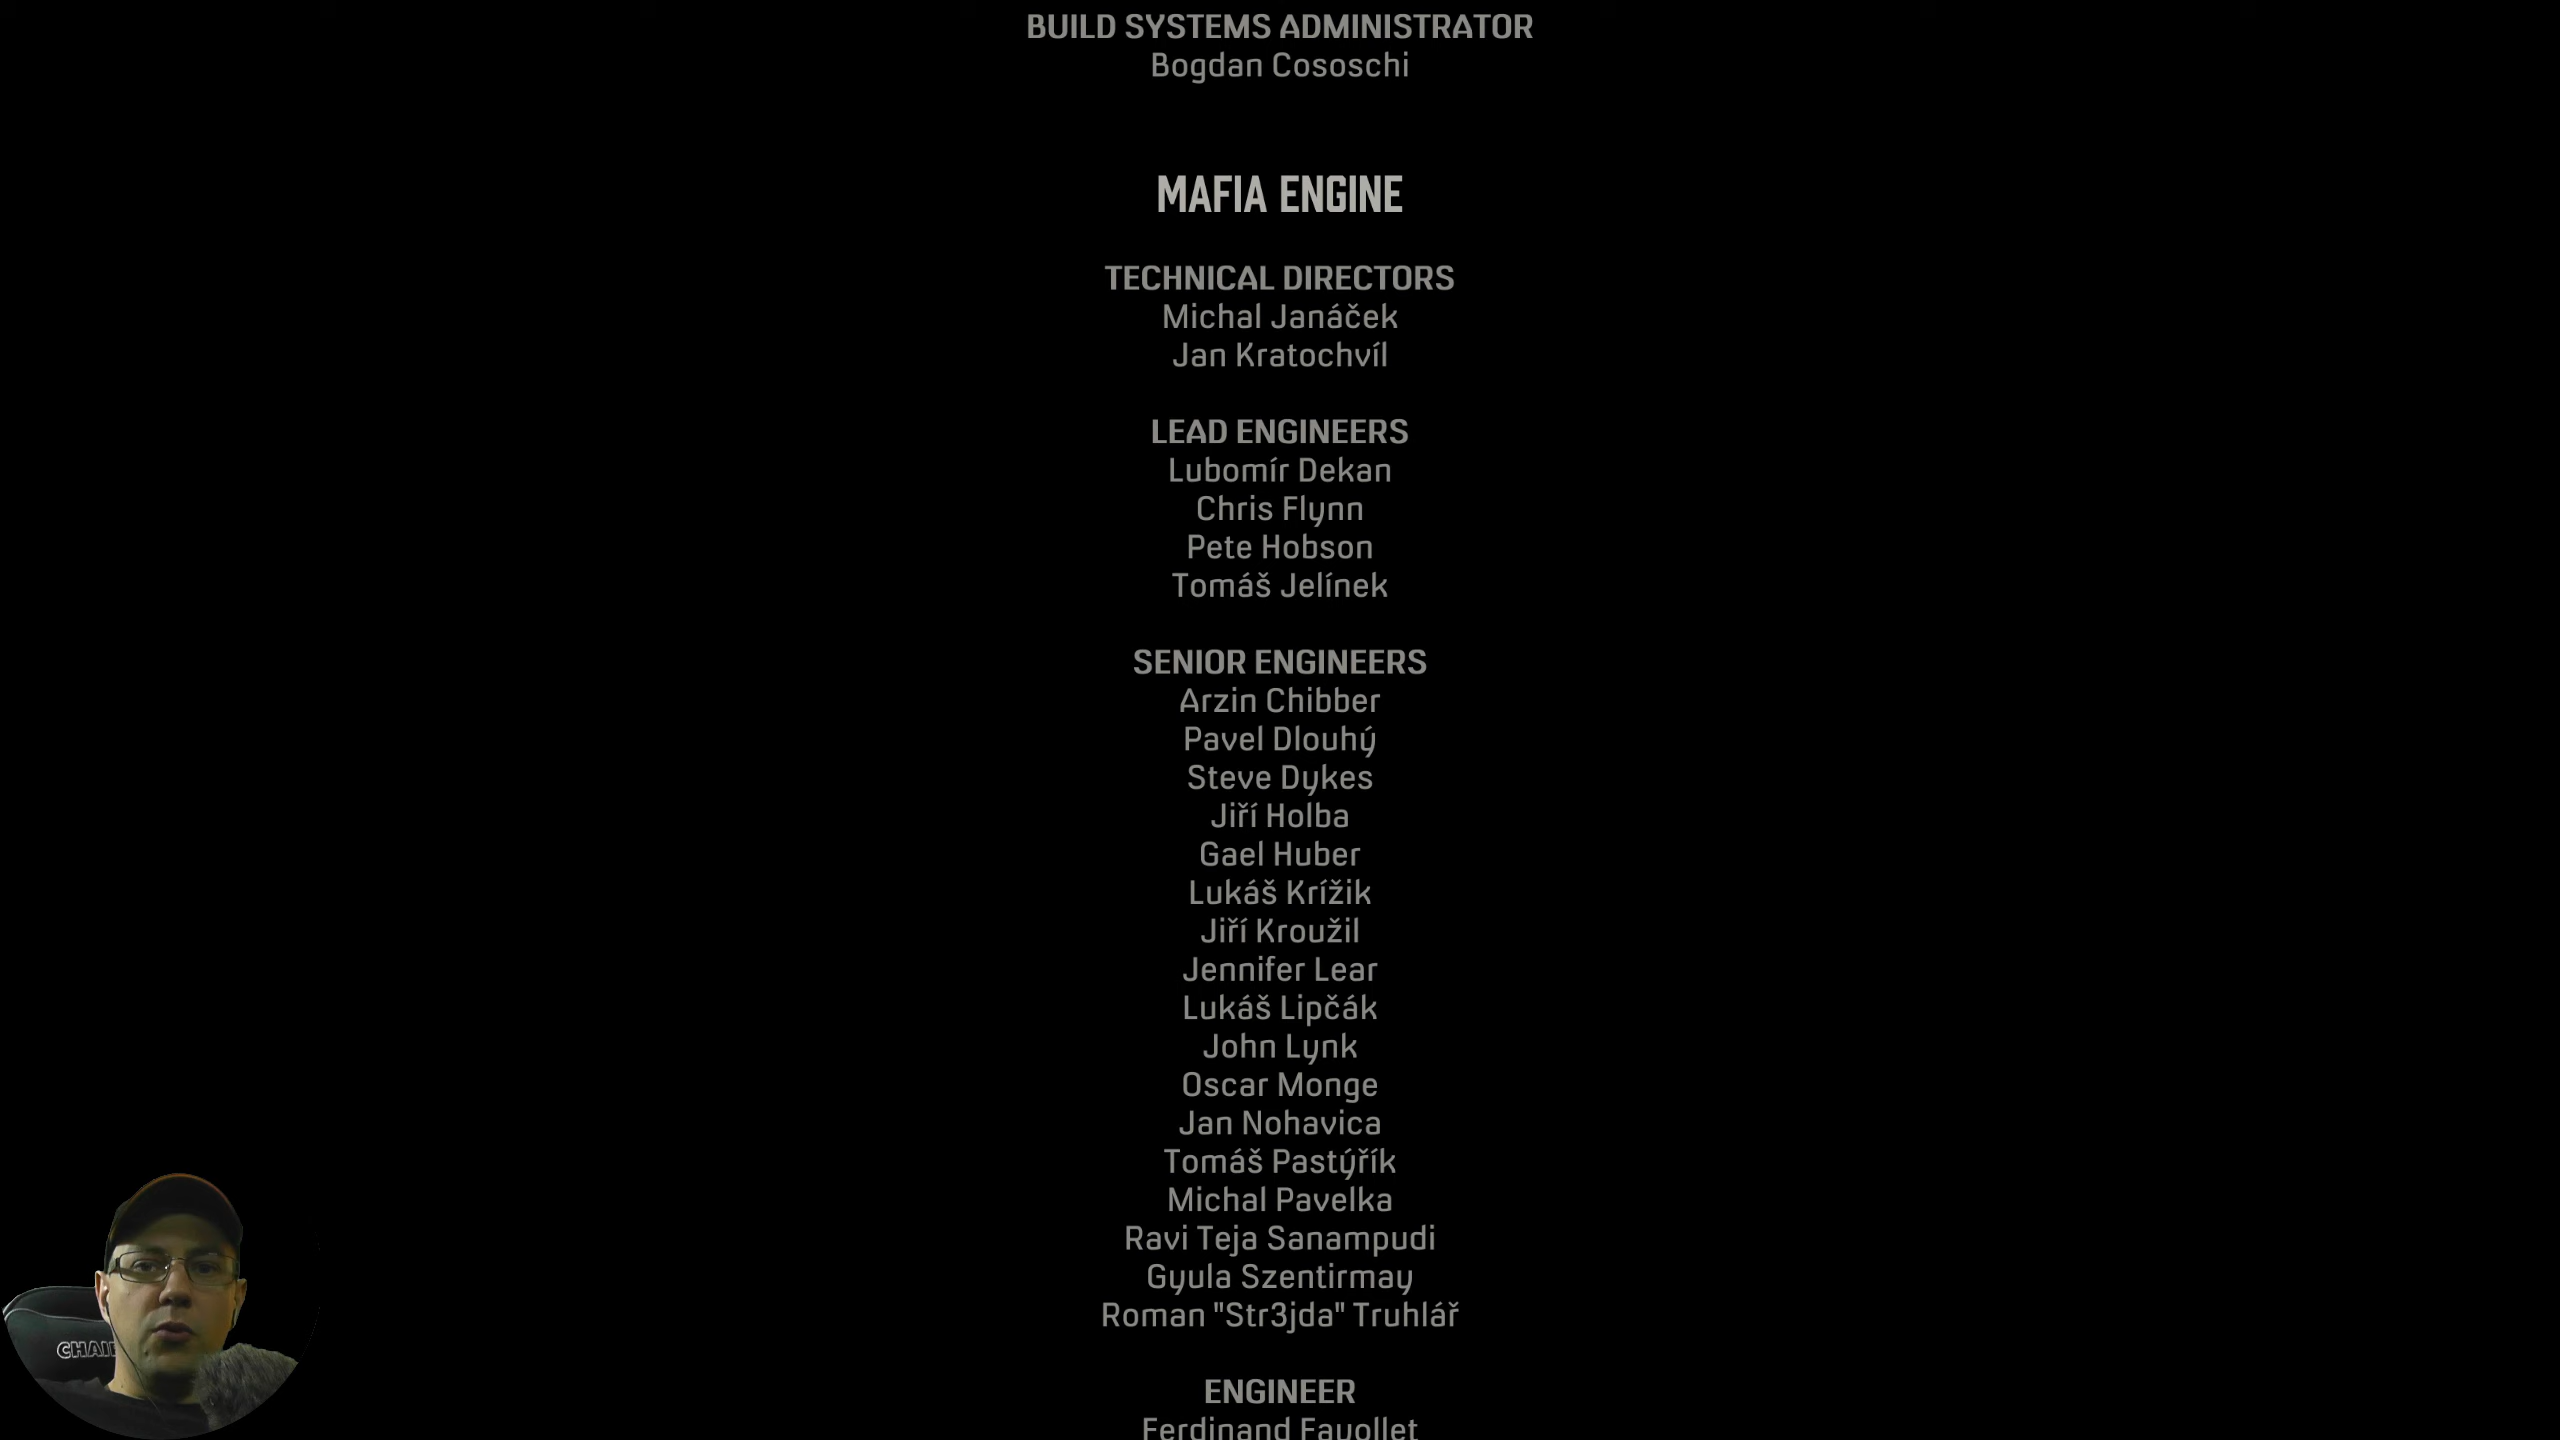 BUILD SYSTEMS ADMINISTRATOR
Bogdan Cososchi
MAFIA ENGINE
TECHNICAL DIRECTORS
Michal Janáček
Jan Kratochvíl
LEAD ENGINEERS
Lubomír Dekan
Chris Flynn
Pete Hobson
Tomáš Jelínek
SENIOR ENGINEERS
Arzin Chibber
Pavel Dlouhý
Steve Dykes
Jiří Holba
Gael Huber
Lukáš Krížik
Jiří Kroužil
Jennifer Lear
Lukáš Lipčák
John Lynk
Oscar Monge
Jan Nohavica
Tomáš Pastýřík
Michal Pavelka
Ravi Teja Sanampudi
Gyula Szentirmay
Roman "Str3jda" Truhlář
ENGINEER
Ferdinand Fauollet
CHAI